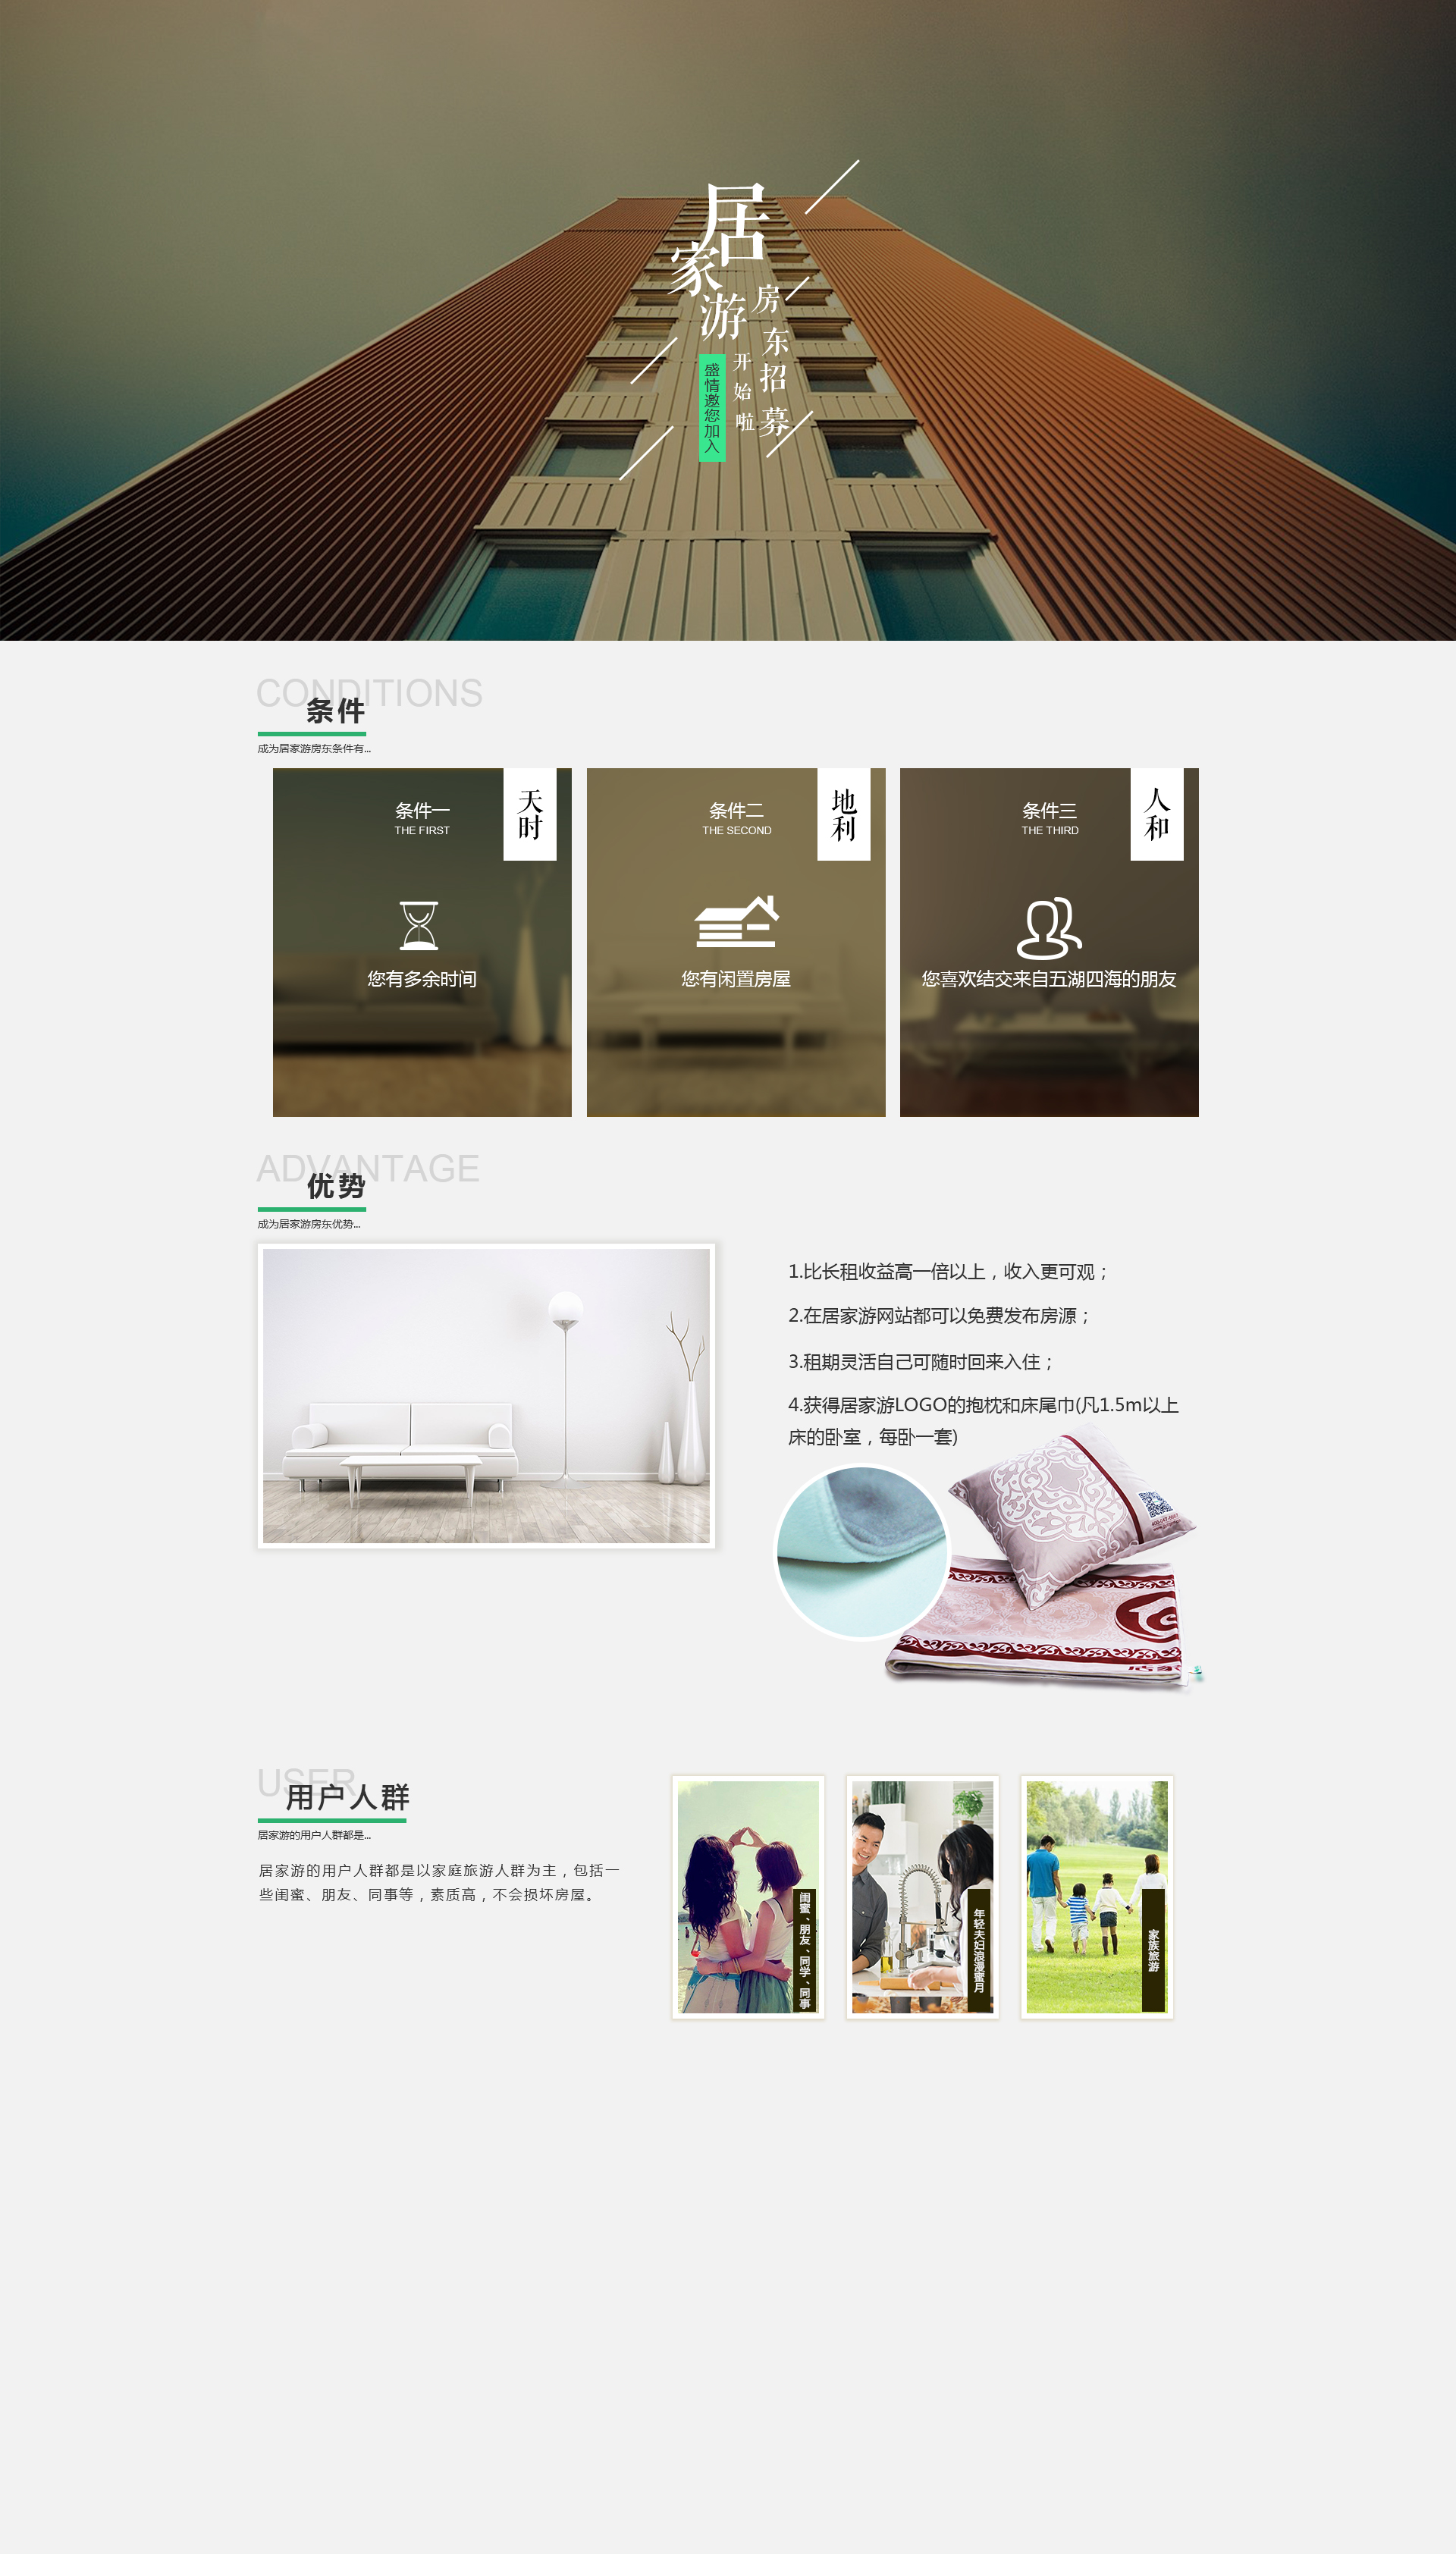 居
家
游
房东招募
开始啦
盛情邀您加入
CONDITIONS
条件
成为居家游房东条件有...
条件一
THE FIRST
天时
您有多余时间
条件二
THE SECOND
地利
您有闲置房屋
条件三
THE THIRD
人和
您喜欢结交来自五湖四海的朋友
ADVANTAGE
优势
成为居家游房东优势...
1.比长租收益高一倍以上，收入更可观；
2.在居家游网站都可以免费发布房源；
3.租期灵活自己可随时回来入住；
4.获得居家游LOGO的抱枕和床尾巾(凡1.5m以上
床的卧室，每卧一套)
USER
用户人群
居家游的用户人群都是...
居家游的用户人群都是以家庭旅游人群为主，包括一
些闺蜜、朋友、同事等，素质高，不会损坏房屋。
闺蜜、朋友、同学、同事
年轻夫妇浪漫蜜月
家族旅游